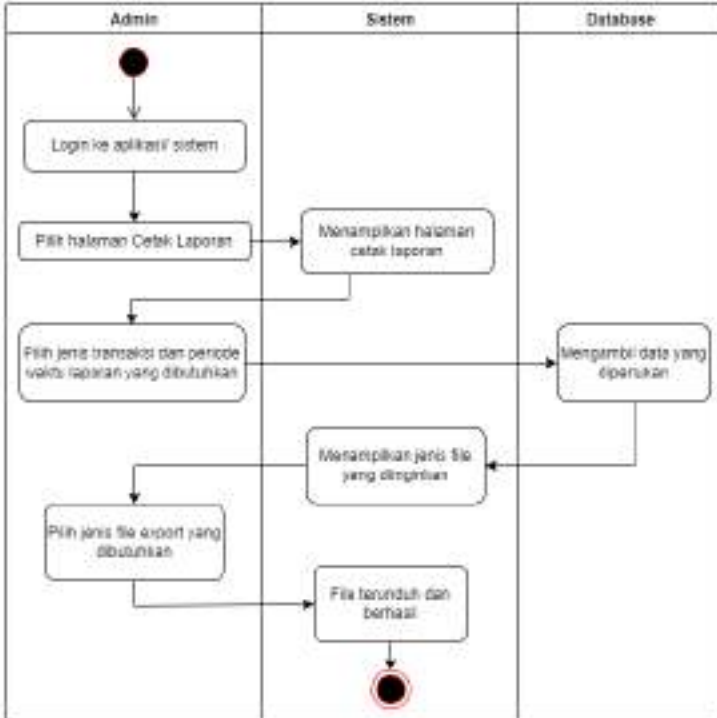 Admin
Sistem
Database
Login ke aplikasi/ sistem
Pilih halaman Cetak Laporan
Menampilkan halaman
cetak laporan
Pilih jenis transaksi dan periode
waktu laporan yang dibutuhkan
Mengambil data yang
diperlukan
Menampilkan jenis file
yang diinginkan
Pilih jenis file export yang
dibutuhkan
File terunduh dan
berhasil